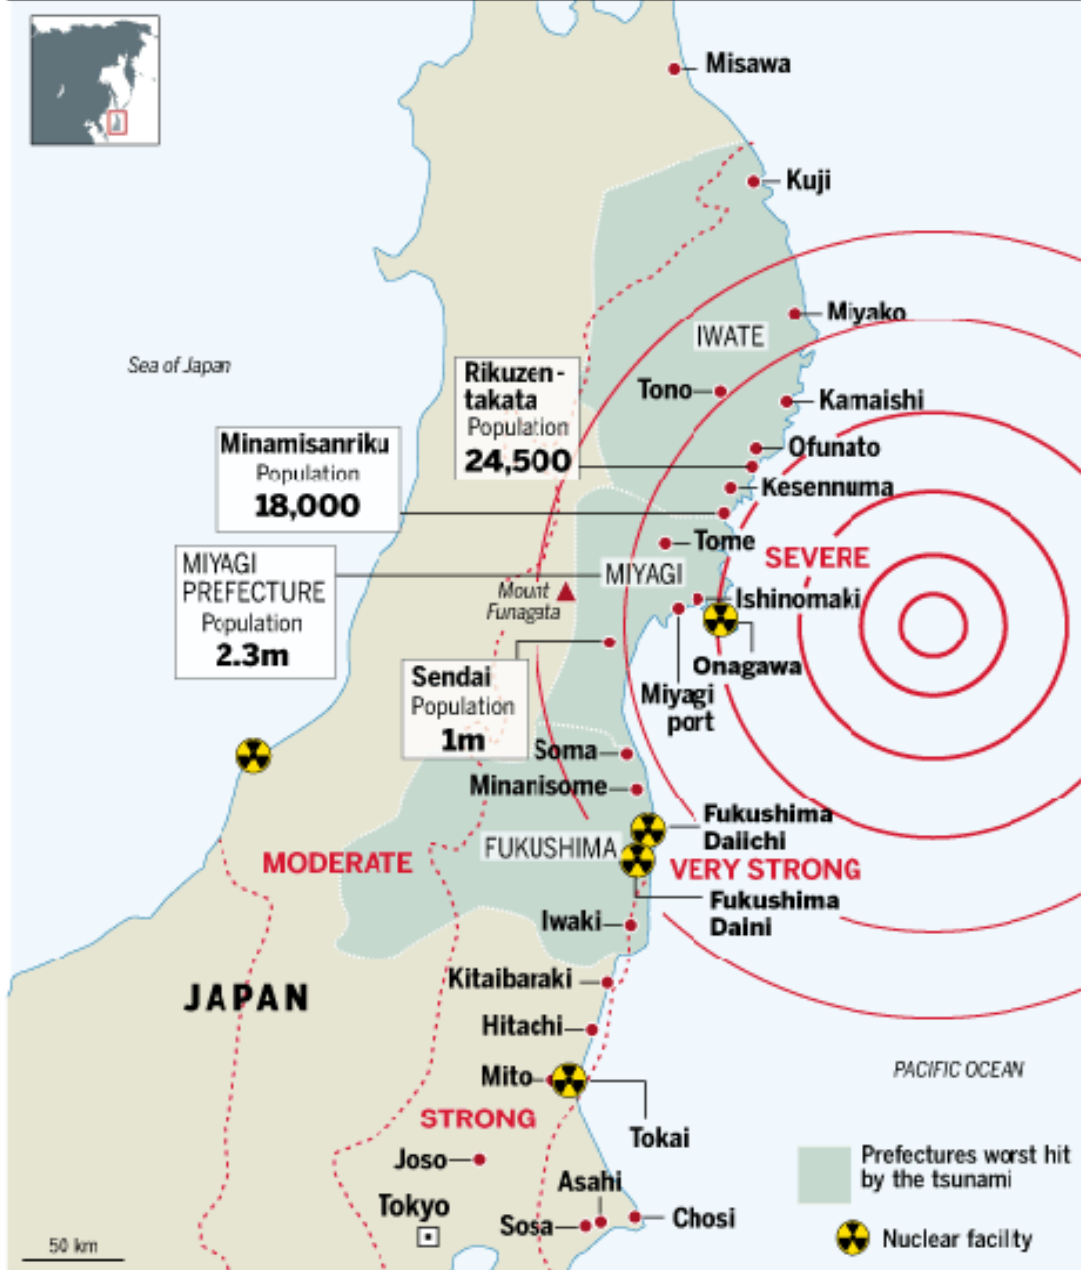 Misawa
Kuji
Miyako
IWATE
Sea of Japan
Rikuzen-
takata
Population
24,500
Tono
Kamaishi
Minamisanriku
Population
18,000
Ofunato
Kesennuma
Tome
SEVERE
MIYAGI
PREFECTURE
Population
2.3m
MIYAGI
Mount
Funagata
Ishinomaki
Onagawa
Sendai
Population
1m
Miyagi
port
Soma
Minanisome
Fukushima
Daiichi
FUKUSHIMA
MODERATE
VERY STRONG
Fukushima
Daini
Iwaki
Kitaibaraki
JAPAN
Hitachi
PACIFIC OCEAN
Mito
STRONG
Tokai
Joso
Asahi
Tokyo
Sosa
Chosi
Prefectures worst hit
by the tsunami
Nuclear facility
50 km